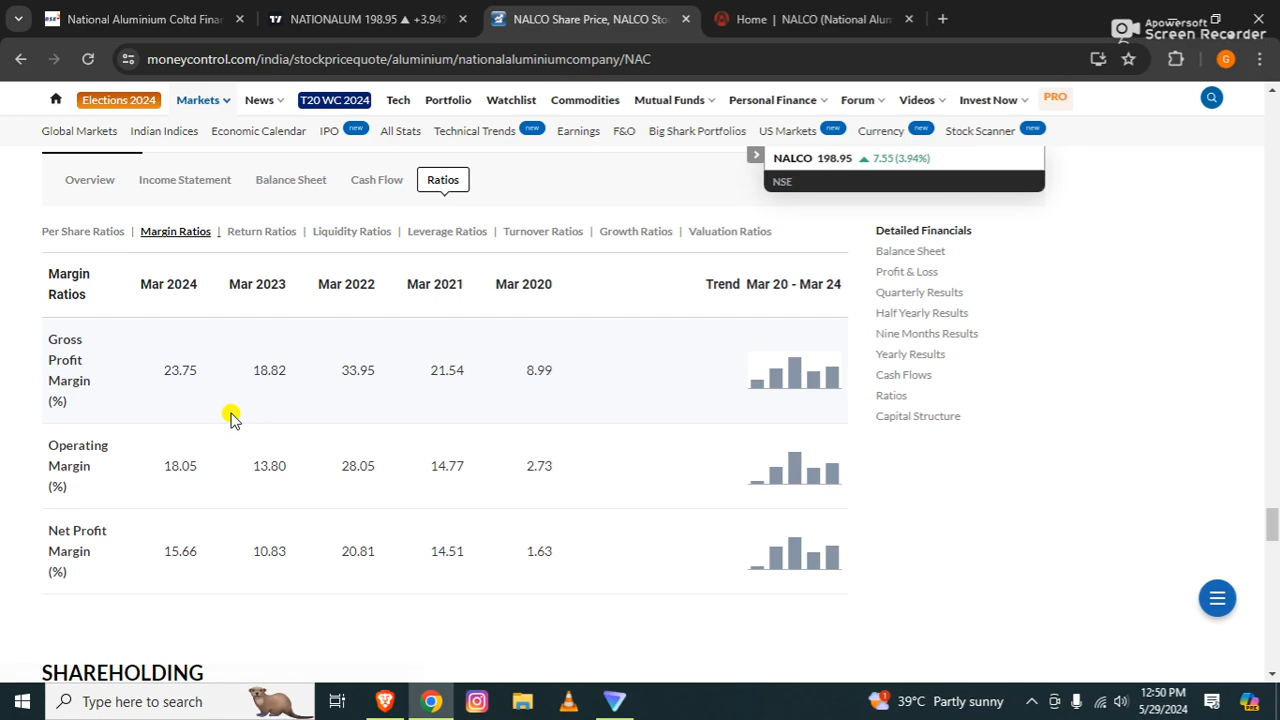 National Aluminium Coltd Finar
NATIONALUM 198.95 ▲ +3.94%
NALCO Share Price, NALCO Sto
Home | NALCO (National Alum
Apowersoft
Screen Recorder
moneycontrol.com/india/stockpricequote/aluminium/nationalaluminiumcompany/NAC
G
Elections 2024 Markets News T20 WC 2024 Tech Portfolio Watchlist Commodities Mutual Funds Personal Finance Forum Videos Invest Now PRO
Global Markets Indian Indices Economic Calendar IPO new All Stats Technical Trends new Earnings F&O Big Shark Portfolios US Markets new Currency new Stock Scanner new
NALCO 198.95 ▲ 7.55 (3.94%)
NSE
Overview Income Statement Balance Sheet Cash Flow Ratios
Per Share Ratios | Margin Ratios | Return Ratios | Liquidity Ratios | Leverage Ratios | Turnover Ratios | Growth Ratios | Valuation Ratios
Margin
Ratios
Mar 2024 Mar 2023 Mar 2022 Mar 2021 Mar 2020 Trend Mar 20 - Mar 24
Gross
Profit
Margin
(%)
23.75 18.82 33.95 21.54 8.99
Operating
Margin
(%)
18.05 13.80 28.05 14.77 2.73
Net Profit
Margin
(%)
15.66 10.83 20.81 14.51 1.63
Detailed Financials
Balance Sheet
Profit & Loss
Quarterly Results
Half Yearly Results
Nine Months Results
Yearly Results
Cash Flows
Ratios
Capital Structure
SHAREHOLDING
Type here to search
1
39°C Partly sunny
12:50 PM
5/29/2024